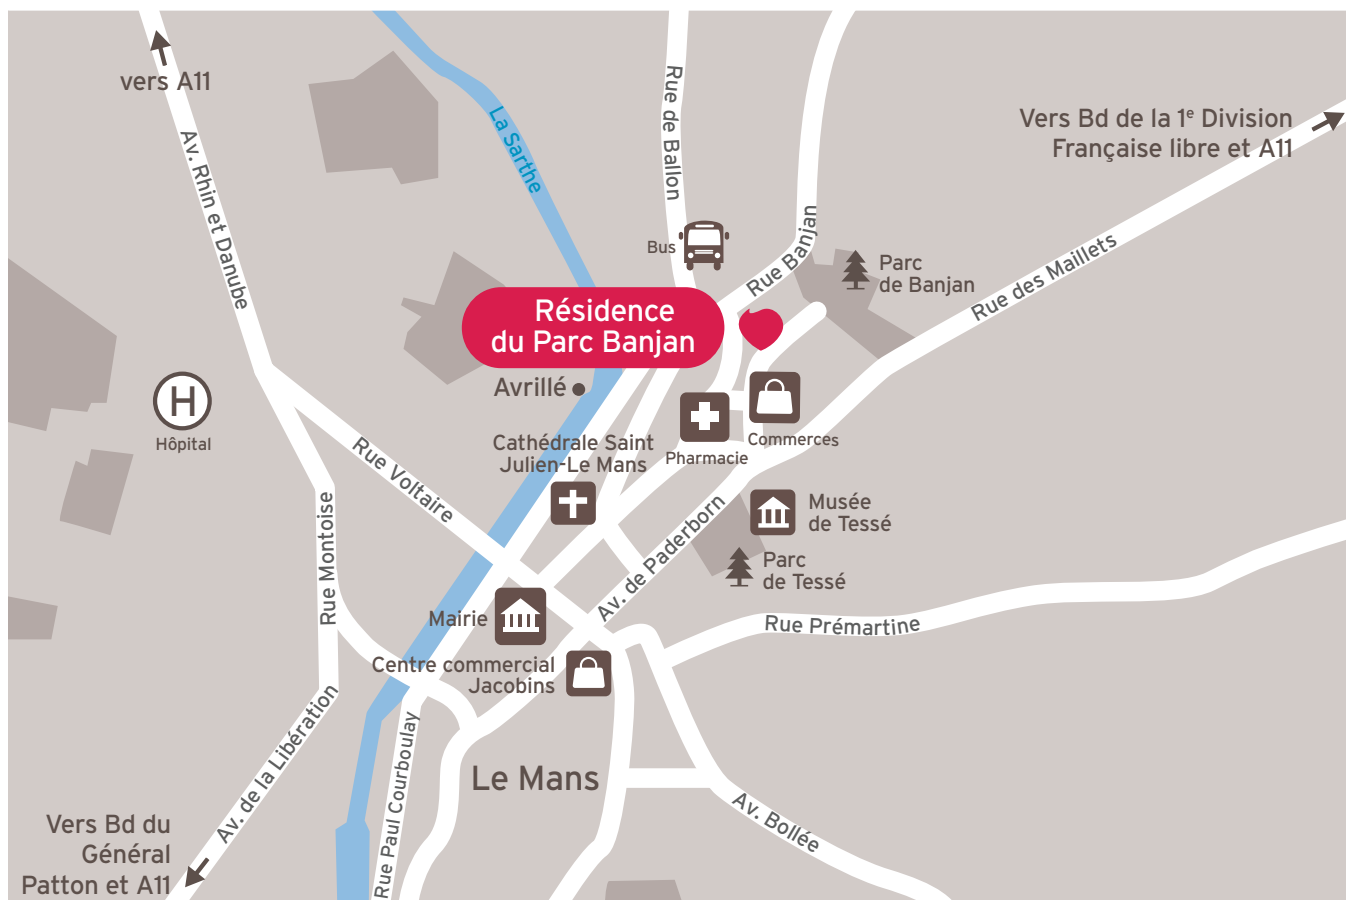 vers A11
Av. Rhin et Danube
La Sarthe
Rue de Ballon
Vers Bd de la 1e Division
Française libre et A11
Bus
Rue Banjan
Parc
de Banjan
Rue des Maillets
Résidence
du Parc Banjan
Avrillé
H
Hôpital
Cathédrale Saint
Julien-Le Mans
Pharmacie
Commerces
Rue Voltaire
Rue Montoise
Musée
de Tessé
Parc
de Tessé
Av. de Paderborn
Mairie
Rue Prémartine
Centre commercial
Jacobins
Av. de la Libération
Rue Paul Courboulay
Le Mans
Av. Bollée
Vers Bd du
Général
Patton et A11